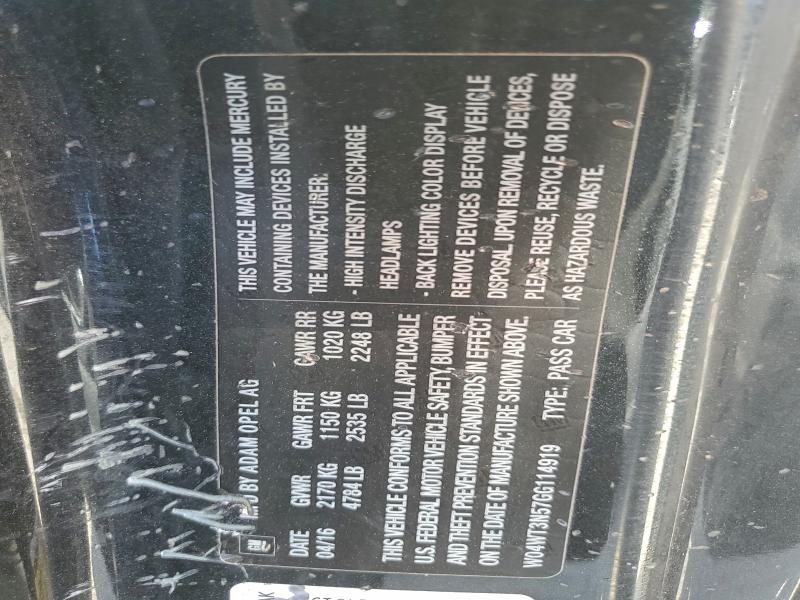 GM
MFD BY ADAM OPEL AG
DATE GVWR GAWR FRT GAWR RR
04/16 2170 KG 1150 KG 1020 KG
4784 LB 2535 LB 2248 LB
THIS VEHICLE CONFORMS TO ALL APPLICABLE
U.S. FEDERAL MOTOR VEHICLE SAFETY, BUMPER
AND THEFT PREVENTION STANDARDS IN EFFECT
ON THE DATE OF MANUFACTURE SHOWN ABOVE.
W04WT3N57GG114919 TYPE: PASS CAR
THIS VEHICLE MAY INCLUDE MERCURY
CONTAINING DEVICES INSTALLED BY
THE MANUFACTURER:
- HIGH INTENSITY DISCHARGE
HEADLAMPS
- BACK LIGHTING COLOR DISPLAY
REMOVE DEVICES BEFORE VEHICLE
DISPOSAL UPON REMOVAL OF DEVICES,
PLEASE REUSE, RECYCLE OR DISPOSE
AS HAZARDOUS WASTE.